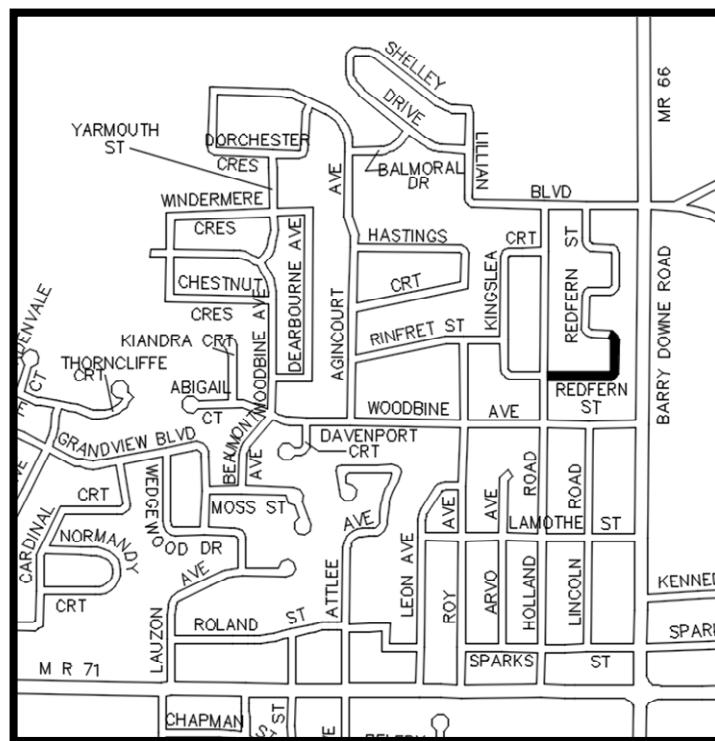 SHELLEY
DRIVE
MR 66
YARMOUTH
ST
DORCHESTER
CRES
AVE
BALMORAL
DR
LILLIAN
BLVD
WINDERMERE
CRES
HASTINGS
CRT
CRT
REDFERN ST
CHESTNUT
CRES
DEARBOURNE AVE
WOODBINE AVE
AGINCOURT
KINGSLEA
BARRY DOWNE ROAD
KIANDRA CRT
THORNCLIFFE
CRT
RINFRET ST
REDFERN
ST
ABIGAIL
CT
WOODBINE AVE
CT
GRANDVIEW BLVD
BEAUMONT
AVE
DAVENPORT
CRT
CARDINAL
CRT
WEDGEWOOD DR
MOSS ST
AVE
ATTLEE
LEON AVE
ROY AVE
ARVO AVE
HOLLAND ROAD
LINCOLN ROAD
LAMOTHE ST
NORMANDY
CRT
LAUZON AVE
ROLAND ST
SPARKS ST
M R 71
CHAPMAN
ST
ST
AVE